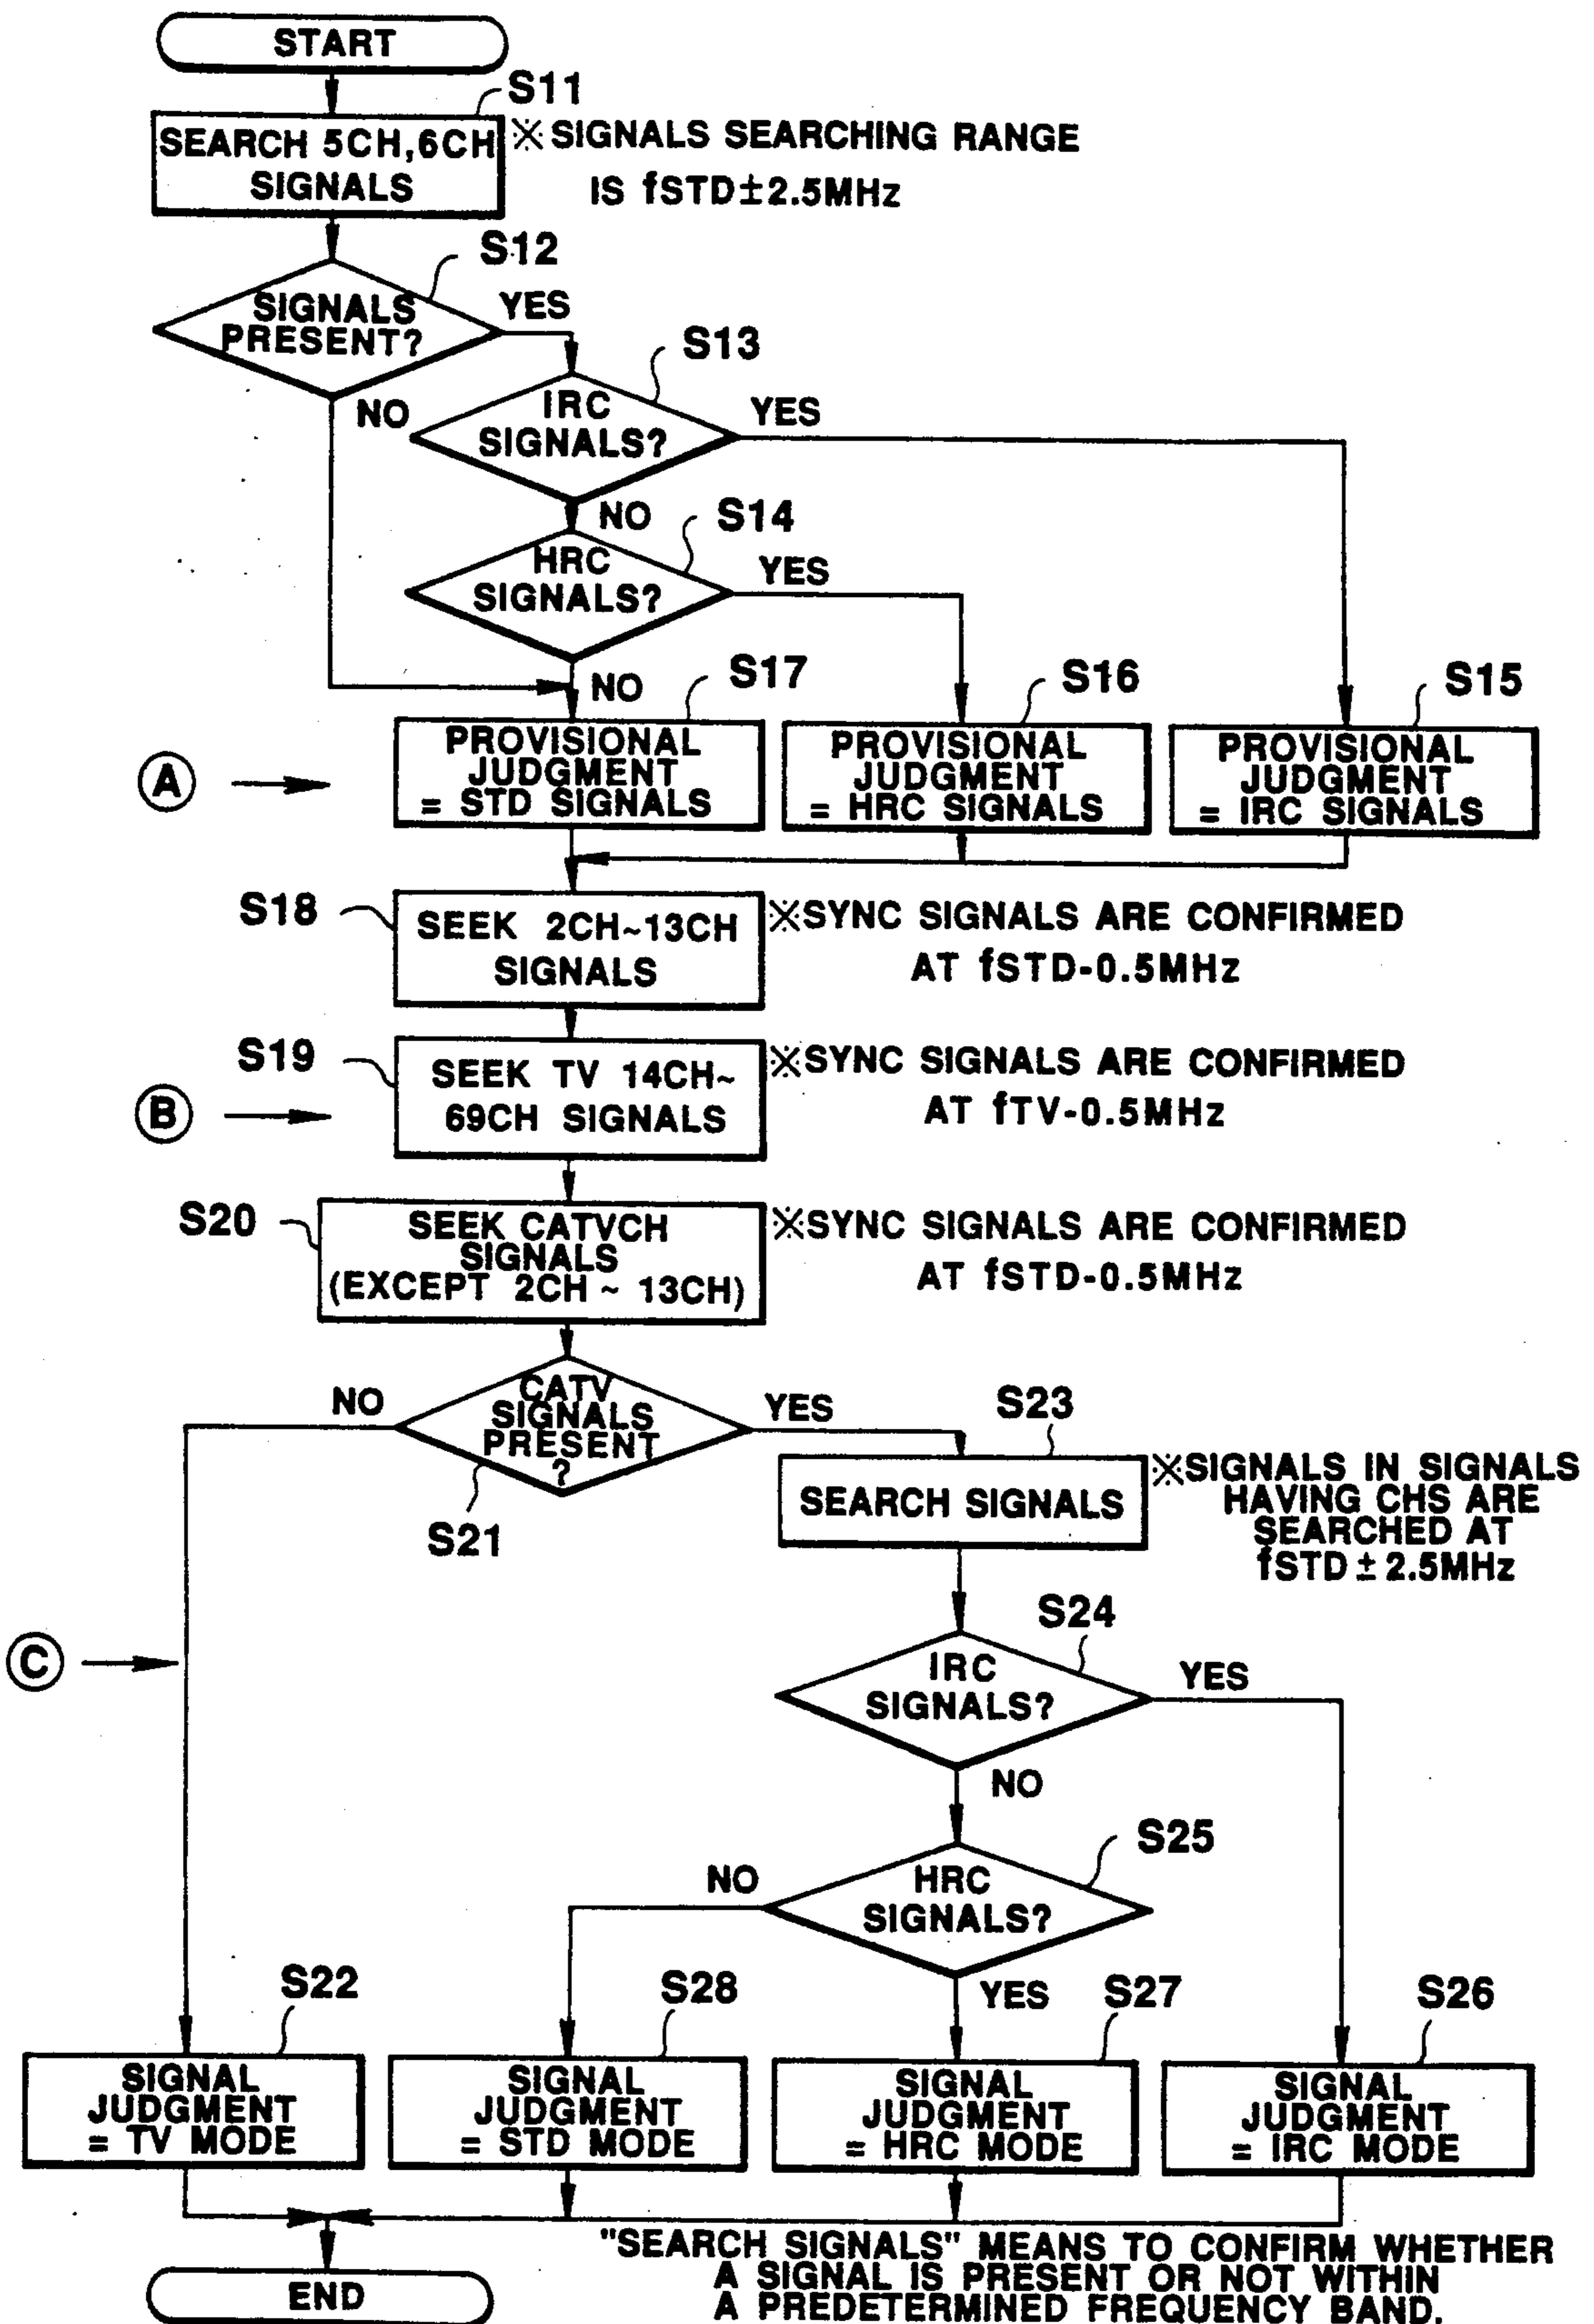 START
S11
SEARCH 5CH,6CH
SIGNALS
※SIGNALS SEARCHING RANGE
IS fSTD±2.5MHz
S12
SIGNALS
PRESENT?
YES
NO
S13
IRC
SIGNALS?
YES
NO
S14
HRC
SIGNALS?
YES
NO
S17
S16
S15
A
PROVISIONAL
JUDGMENT
= STD SIGNALS
PROVISIONAL
JUDGMENT
= HRC SIGNALS
PROVISIONAL
JUDGMENT
= IRC SIGNALS
S18
SEEK 2CH~13CH
SIGNALS
※SYNC SIGNALS ARE CONFIRMED
AT fSTD-0.5MHz
S19
B
SEEK TV 14CH~
69CH SIGNALS
※SYNC SIGNALS ARE CONFIRMED
AT fTV-0.5MHz
S20
SEEK CATVCH
SIGNALS
(EXCEPT 2CH ~ 13CH)
※SYNC SIGNALS ARE CONFIRMED
AT fSTD-0.5MHz
NO
CATV
SIGNALS
PRESENT
?
YES
S21
S23
SEARCH SIGNALS
※SIGNALS IN SIGNALS
HAVING CHS ARE
SEARCHED AT
fSTD ± 2.5MHz
C
S24
IRC
SIGNALS?
YES
NO
S25
NO
HRC
SIGNALS?
YES
S22
S28
S27
S26
SIGNAL
JUDGMENT
= TV MODE
SIGNAL
JUDGMENT
= STD MODE
SIGNAL
JUDGMENT
= HRC MODE
SIGNAL
JUDGMENT
= IRC MODE
END
"SEARCH SIGNALS" MEANS TO CONFIRM WHETHER
A SIGNAL IS PRESENT OR NOT WITHIN
A PREDETERMINED FREQUENCY BAND.